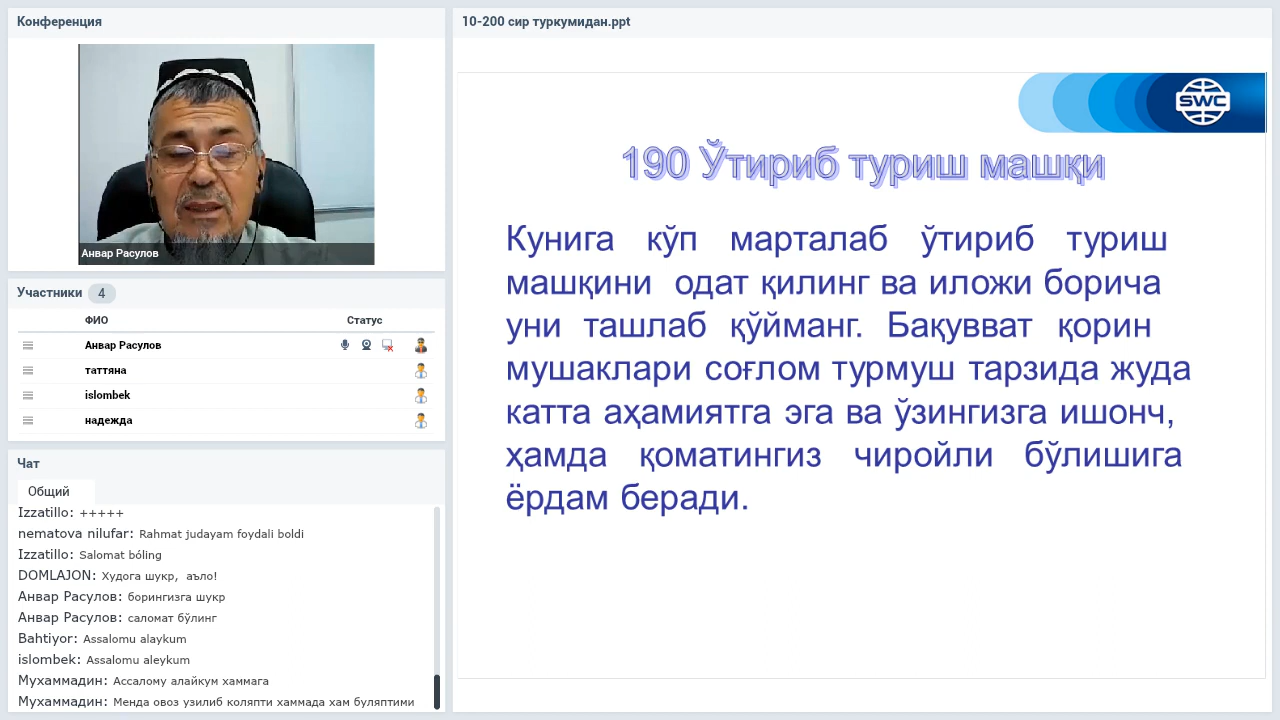 Конференция
Анвар Расулов
Участники 4
ФИО Статус
Анвар Расулов
таттяна
islombek
надежда
Чат
Общий
Izzatillo: +++++
nematova nilufar: Rahmat judayam foydali boldi
Izzatillo: Salomat bóling
DOMLAJON: Худога шукр, аъло!
Анвар Расулов: борингизга шукр
Анвар Расулов: саломат бўлинг
Bahtiyor: Assalomu alaykum
islombek: Assalomu aleykum
Мухаммадин: Ассалому алайкум хаммага
Мухаммадин: Менда овоз узилиб коляпти хаммада хам буляптими
10-200 сир туркумидан.ppt
SWC
190 Ўтириб туриш машқи
Кунига кўп марталаб ўтириб туриш
машқини одат қилинг ва иложи борича
уни ташлаб қўйманг. Бақувват қорин
мушаклари соғлом турмуш тарзида жуда
катта аҳамиятга эга ва ўзингизга ишонч,
ҳамда қоматингиз чиройли бўлишига
ёрдам беради.